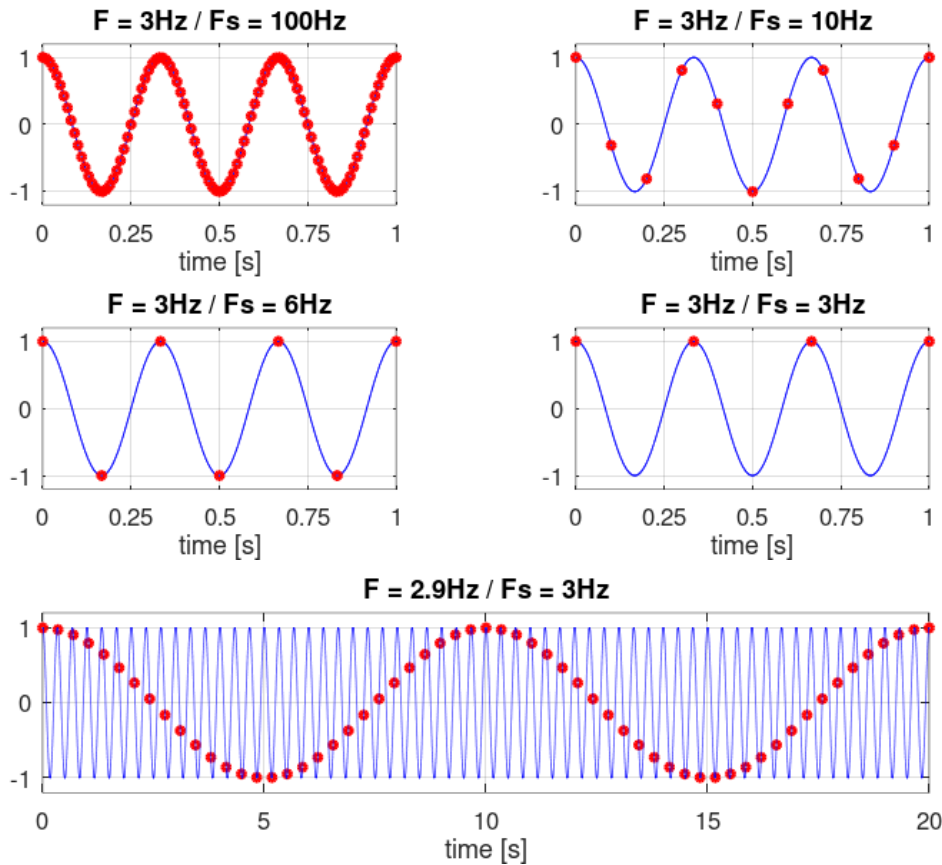 F = 3Hz / Fs = 100Hz
1
0
-1
0 0.25 0.5 0.75 1
time [s]
F = 3Hz / Fs = 10Hz
1
0
-1
0 0.25 0.5 0.75 1
time [s]
F = 3Hz / Fs = 6Hz
1
0
-1
0 0.25 0.5 0.75 1
time [s]
F = 3Hz / Fs = 3Hz
1
0
-1
0 0.25 0.5 0.75 1
time [s]
F = 2.9Hz / Fs = 3Hz
1
0
-1
0 5 10 15 20
time [s]